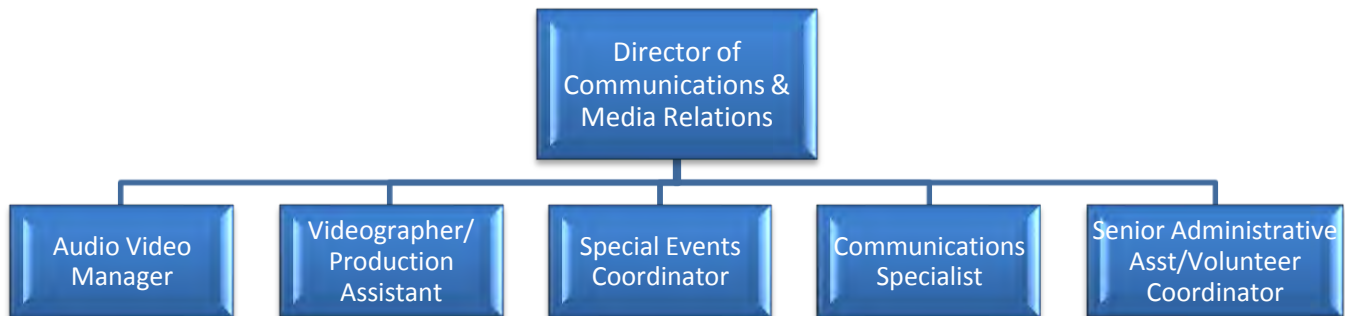 Director of
Communications &
Media Relations
Audio Video
Manager
Videographer/
Production
Assistant
Special Events
Coordinator
Communications
Specialist
Senior Administrative
Asst/Volunteer
Coordinator